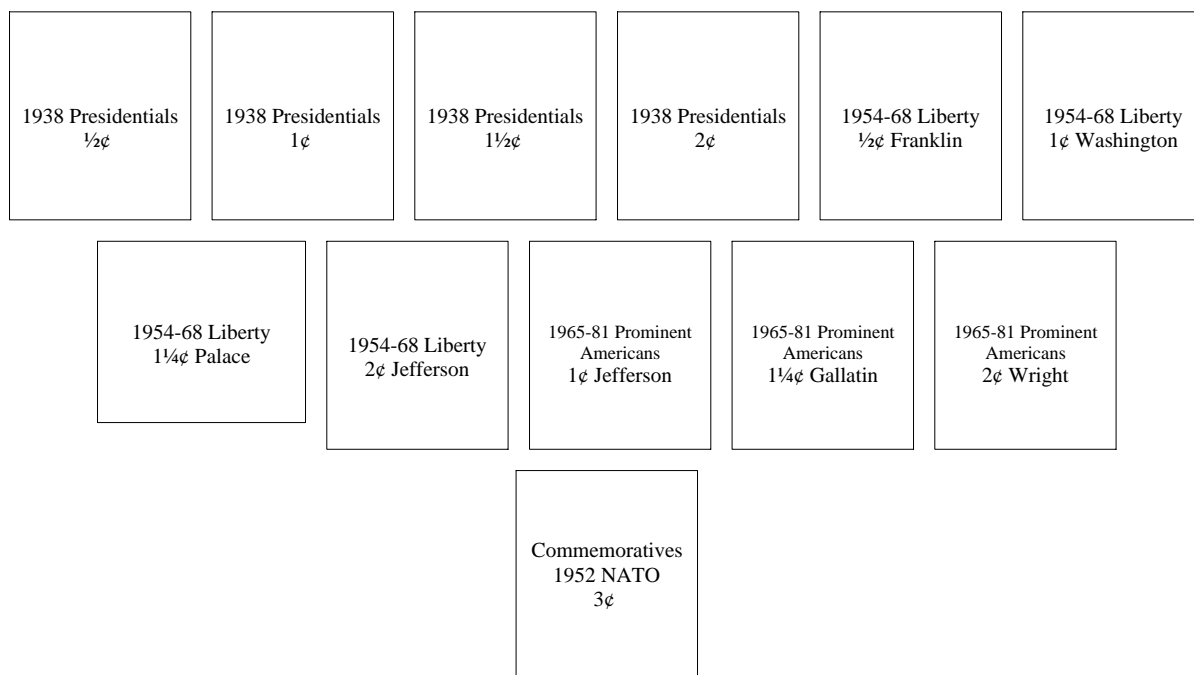 1938 Presidentials
½¢
1938 Presidentials
1¢
1938 Presidentials
1½¢
1938 Presidentials
2¢
1954-68 Liberty
½¢ Franklin
1954-68 Liberty
1¢ Washington
1954-68 Liberty
1¼¢ Palace
1954-68 Liberty
2¢ Jefferson
1965-81 Prominent
Americans
1¢ Jefferson
1965-81 Prominent
Americans
1¼¢ Gallatin
1965-81 Prominent
Americans
2¢ Wright
Commemoratives
1952 NATO
3¢